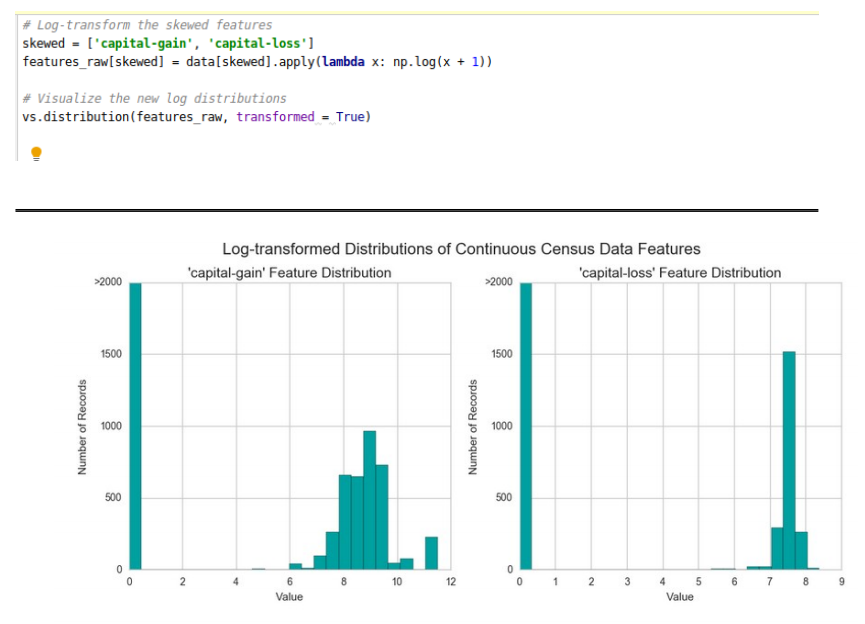 # Log-transform the skewed features
skewed = ['capital-gain', 'capital-loss']
features_raw[skewed] = data[skewed].apply(lambda x: np.log(x + 1))
# Visualize the new log distributions
vs.distribution(features_raw, transformed = True)
Log-transformed Distributions of Continuous Census Data Features
'capital-gain' Feature Distribution
>2000
1500
1000
500
0
Number of Records
0 2 4 6 8 10 12
Value
'capital-loss' Feature Distribution
>2000
1500
1000
500
0
Number of Records
0 1 2 3 4 5 6 7 8 9
Value